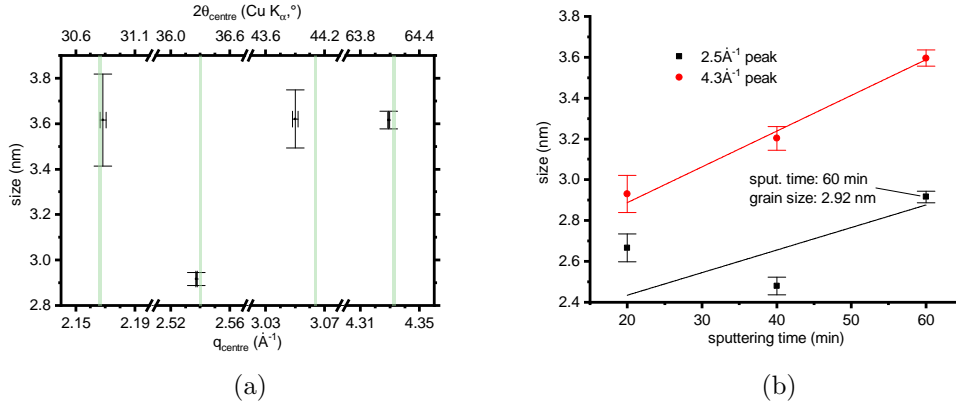 2θcentre (Cu Kα,°)
30.6 31.1 36.0 36.6 43.6 44.2 63.8 64.4
3.8
3.6
3.4
3.2
3.0
2.8
size (nm)
2.15 2.19 2.52 2.56 3.03 3.07 4.31 4.35
qcentre (Å-1)
(a)
3.8
3.6
3.4
3.2
3.0
2.8
2.6
2.4
size (nm)
2.5Å-1 peak
4.3Å-1 peak
sput. time: 60 min
grain size: 2.92 nm
20 30 40 50 60
sputtering time (min)
(b)